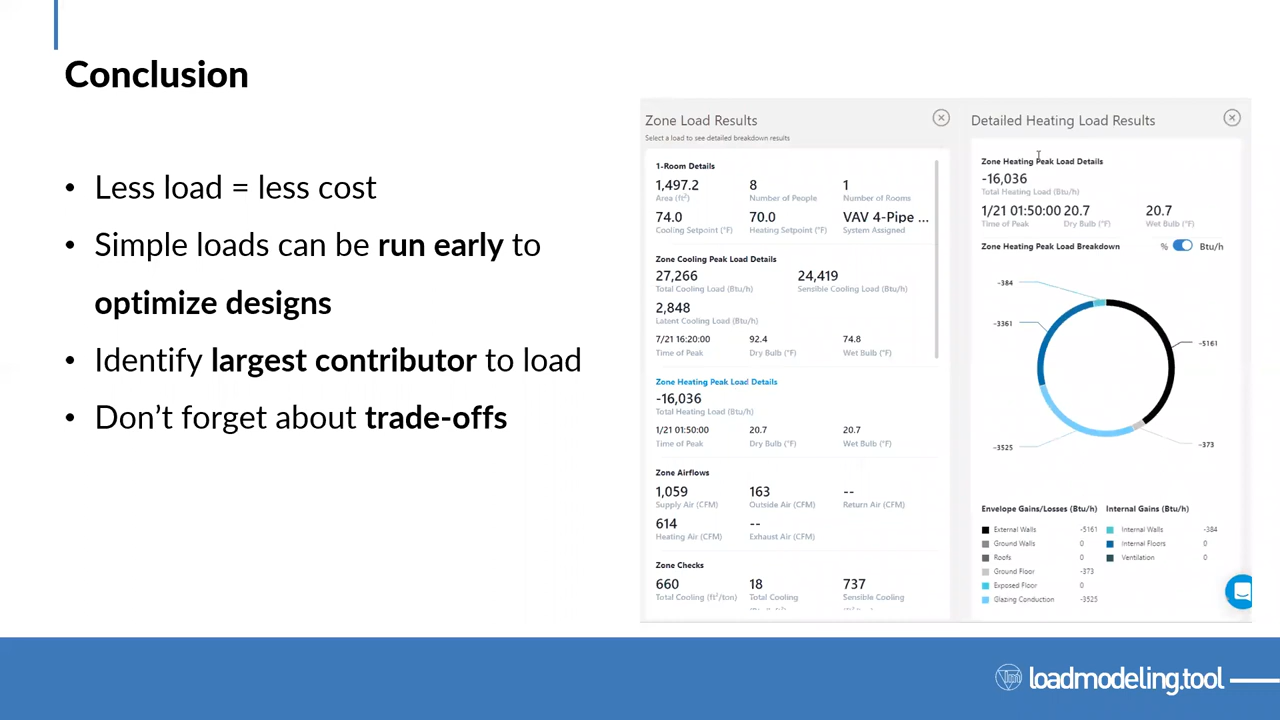 Conclusion
• Less load = less cost
• Simple loads can be run early to
optimize designs
• Identify largest contributor to load
• Don't forget about trade-offs
Zone Load Results
Select a load to see detailed breakdown results
1-Room Details
1,497.2 8 1
Area (ft²) Number of People Number of Rooms
74.0 70.0 VAV 4-Pipe ...
Cooling Setpoint (°F) Heating Setpoint (°F) System Assigned
Zone Cooling Peak Load Details
27,266 24,419
Total Cooling Load (Btu/h) Sensible Cooling Load (Btu/h)
2,848
Latent Cooling Load (Btu/h)
7/21 16:20:00 92.4 74.8
Time of Peak Dry Bulb (°F) Wet Bulb (°F)
Zone Heating Peak Load Details
-16,036
Total Heating Load (Btu/h)
1/21 01:50:00 20.7 20.7
Time of Peak Dry Bulb (°F) Wet Bulb (°F)
Zone Airflows
1,059 163 --
Supply Air (CFM) Outside Air (CFM) Return Air (CFM)
614 --
Heating Air (CFM) Exhaust Air (CFM)
Zone Checks
660 18 737
Total Cooling (ft²/ton) Total Cooling Sensible Cooling
Detailed Heating Load Results
Zone Heating Peak Load Details
-16,036
Total Heating Load (Btu/h)
1/21 01:50:00 20.7 20.7
Time of Peak Dry Bulb (°F) Wet Bulb (°F)
Zone Heating Peak Load Breakdown % Btu/h
-384
-3361
-5161
-3525
-373
Envelope Gains/Losses (Btu/h) Internal Gains (Btu/h)
External Walls -5161 Internal Walls -384
Ground Walls 0 Internal Floors 0
Roofs 0 Ventilation 0
Ground Floor -373
Exposed Floor 0
Glazing Conduction -3525
loadmodeling.tool